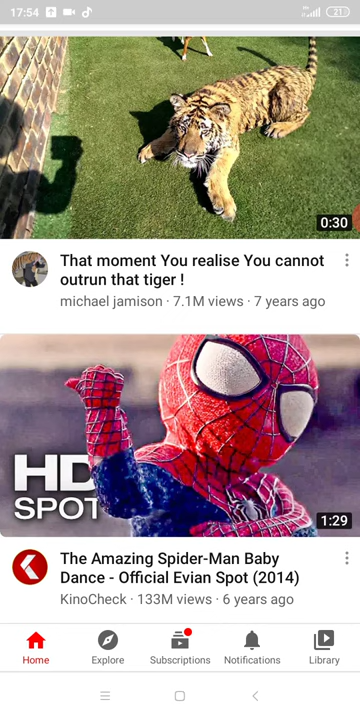 17:54
21
0:30
That moment You realise You cannot
outrun that tiger !
michael jamison · 7.1M views · 7 years ago
HD
SPOT
1:29
The Amazing Spider-Man Baby
Dance - Official Evian Spot (2014)
KinoCheck · 133M views · 6 years ago
Home
Explore
Subscriptions
Notifications
Library